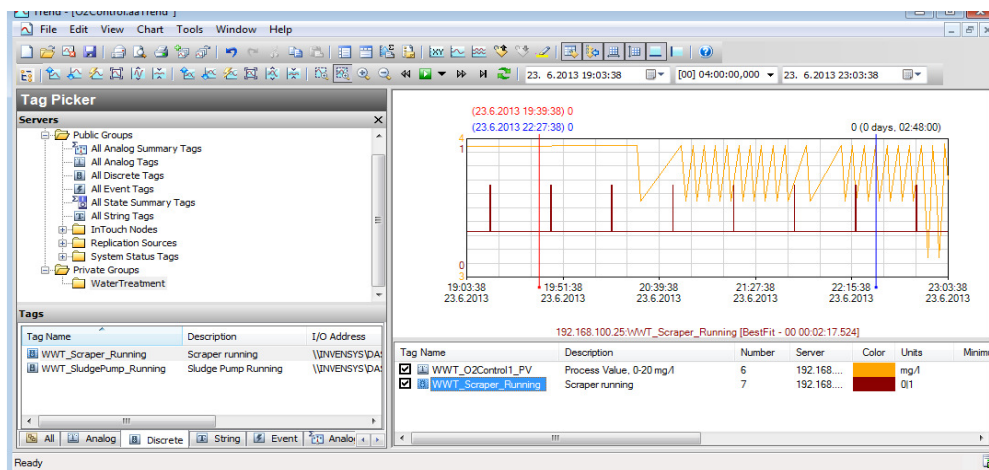 Trend - [O2Control.aaTrend *]
File Edit View Chart Tools Window Help
23. 6.2013 19:03:38 [00] 04:00:00,000 23. 6.2013 23:03:38
Tag Picker
Servers
Public Groups
All Analog Summary Tags
All Analog Tags
All Discrete Tags
All Event Tags
All State Summary Tags
All String Tags
InTouch Nodes
Replication Sources
System Status Tags
Private Groups
WaterTreatment
Tags
Tag Name Description I/O Address
WWT_Scraper_Running Scraper running \\INVENSYS\DAS
WWT_SludgePump_Running Sludge Pump Running \\INVENSYS\DAS
All Analog Discrete String Event Analo
(23.6.2013 19:39:38) 0
(23.6.2013 22:27:38) 0 0 (0 days, 02:48:00)
4
1
0
3
19:03:38 19:51:38 20:39:38 21:27:38 22:15:38 23:03:38
23.6.2013 23.6.2013 23.6.2013 23.6.2013 23.6.2013 23.6.2013
192.168.100.25:WWT_Scraper_Running [BestFit - 00 00:02:17.524]
Tag Name Description Number Server Color Units Minimu
WWT_O2Control1_PV Process Value, 0-20 mg/l 6 192.168.... mg/l
WWT_Scraper_Running Scraper running 7 192.168.... 0|1
Ready